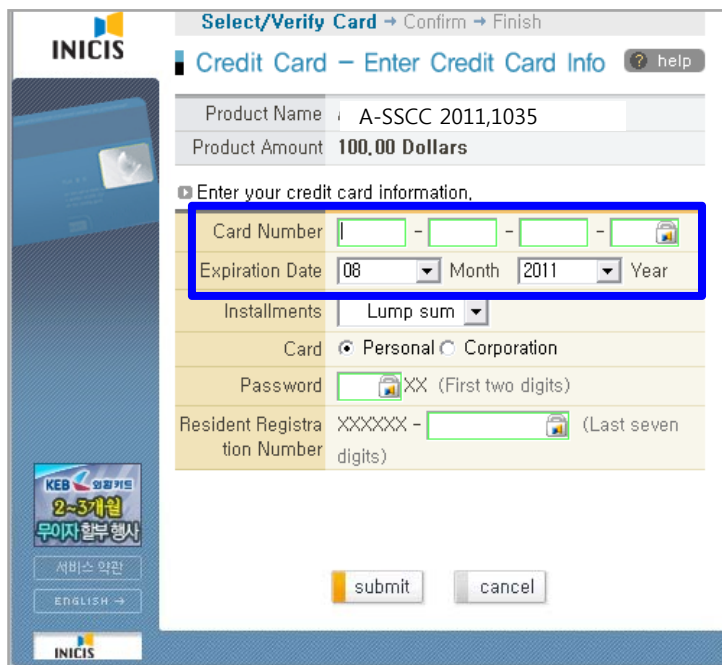 INICIS
Select/Verify Card → Confirm → Finish
Credit Card – Enter Credit Card Info ? help
Product Name A-SSCC 2011,1035
Product Amount 100,00 Dollars
Enter your credit card information,
Card Number - - -
Expiration Date 08 Month 2011 Year
Installments Lump sum
Card Personal Corporation
Password XX (First two digits)
Resident Registra XXXXXX - (Last seven
tion Number digits)
KEB 외환카드
2~3개월
무이자 할부 행사
서비스 약관
ENGLISH →
submit cancel
INICIS